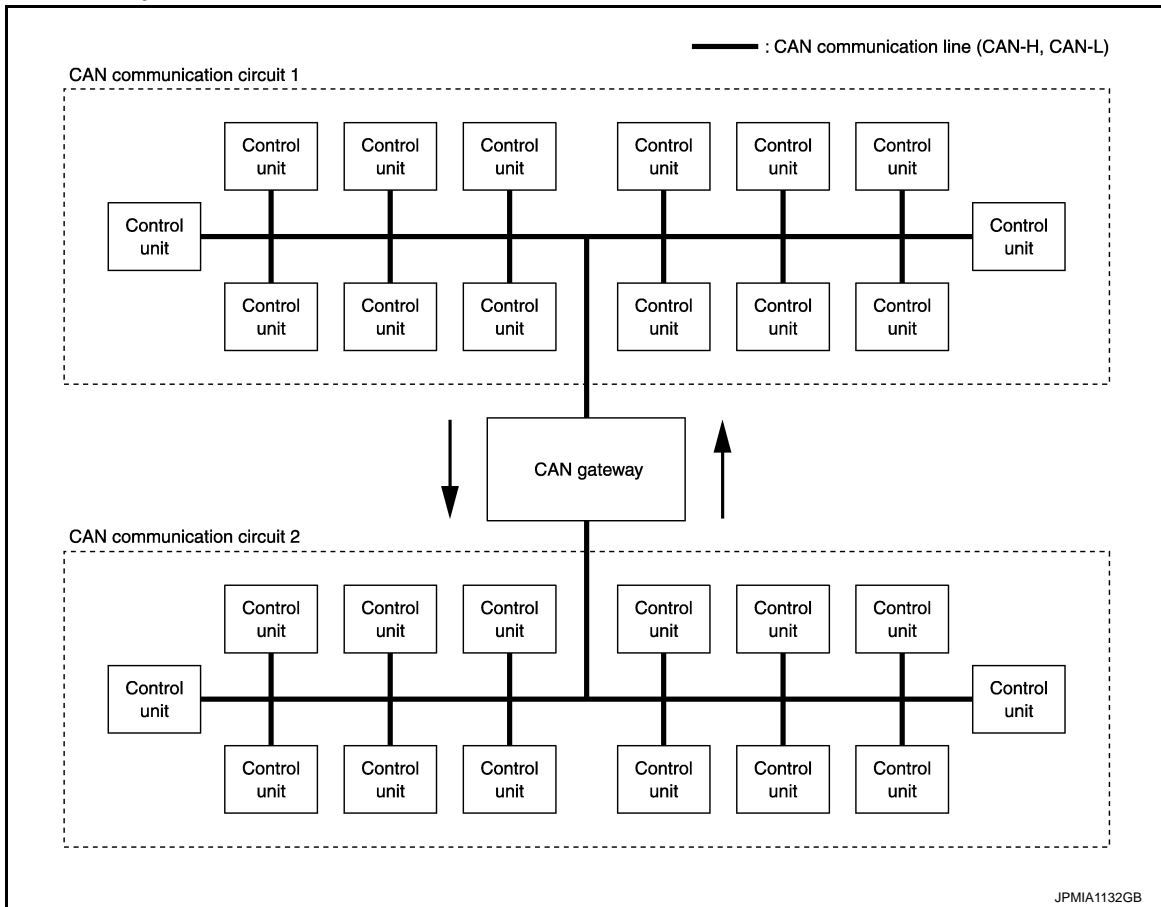 : CAN communication line (CAN-H, CAN-L)
CAN communication circuit 1
Control
unit
Control
unit
Control
unit
Control
unit
Control
unit
Control
unit
Control
unit
Control
unit
Control
unit
Control
unit
Control
unit
Control
unit
Control
unit
Control
unit
CAN gateway
CAN communication circuit 2
Control
unit
Control
unit
Control
unit
Control
unit
Control
unit
Control
unit
Control
unit
Control
unit
Control
unit
Control
unit
Control
unit
Control
unit
Control
unit
Control
unit
JPMIA1132GB